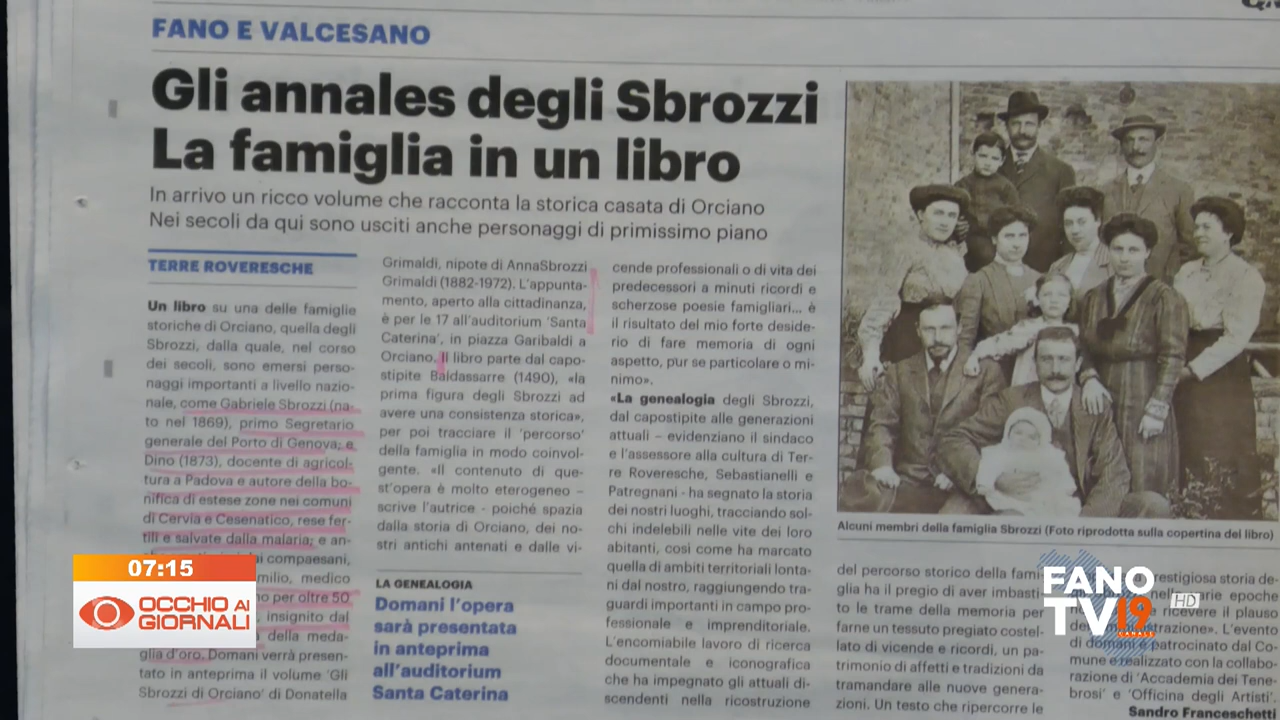 FANO E VALCESANO
Gli annales degli Sbrozzi
La famiglia in un libro
In arrivo un ricco volume che racconta la storica casata di Orciano
Nei secoli da qui sono usciti anche personaggi di primissimo piano
TERRE ROVERESCHE
Un libro su una delle famiglie
storiche di Orciano, quella degli
Sbrozzi, dalla quale, nel corso
dei secoli, sono emersi perso-
naggi importanti a livello nazio-
nale, come Gabriele Sbrozzi (na-
to nel 1869), primo Segretario
generale del Porto di Genova; e
Dino (1873), docente di agricol-
tura a Padova e autore della bo-
nifica di estese zone nei comuni
di Cervia e Cesenatico, rese fer-
tili e salvate dalla malaria; e an-
compaesani,
medico
per oltre 50
insignito dal
della meda-
glia d'oro. Domani verrà presen-
tato in anteprima il volume 'Gli
Sbrozzi di Orciano' di Donatella
Grimaldi, nipote di AnnaSbrozzi
Grimaldi (1882-1972). L'appunta-
mento, aperto alla cittadinanza,
è per le 17 all'auditorium 'Santa
Caterina', in piazza Garibaldi a
Orciano. Il libro parte dal capo-
stipite Baldassarre (1490), «la
prima figura degli Sbrozzi ad
avere una consistenza storica»,
per poi tracciare il 'percorso'
della famiglia in modo coinvol-
gente. «Il contenuto di que-
st'opera è molto eterogeneo –
scrive l'autrice - poiché spazia
dalla storia di Orciano, dei no-
stri antichi antenati e dalle vi-
LA GENEALOGIA
Domani l'opera
sarà presentata
in anteprima
all'auditorium
Santa Caterina
cende professionali o di vita dei
predecessori a minuti ricordi e
scherzose poesie famigliari... è
il risultato del mio forte deside-
rio di fare memoria di ogni
aspetto, pur se particolare o mi-
nimo».
«La genealogia degli Sbrozzi,
dal capostipite alle generazioni
attuali – evidenziano il sindaco
e l'assessore alla cultura di Ter-
re Roveresche, Sebastianelli e
Patregnani - ha segnato la storia
dei nostri luoghi, tracciando sol-
chi indelebili nelle vite dei loro
abitanti, così come ha marcato
quella di ambiti territoriali lonta-
ni dal nostro, raggiungendo tra-
guardi importanti in campo pro-
fessionale e imprenditoriale.
L'encomiabile lavoro di ricerca
documentale e iconografica
che ha impegnato gli attuali di-
scendenti nella ricostruzione
Alcuni membri della famiglia Sbrozzi (Foto riprodotta sulla copertina del libro)
del percorso storico della fami
glia ha il pregio di aver imbasti
to le trame della memoria per
farne un tessuto pregiato costel-
lato di vicende e ricordi, un pa-
trimonio di affetti e tradizioni da
tramandare alle nuove genera-
zioni. Un testo che ripercorre le
restigiosa storia de-
arie epoche
ricevere il plauso
L'evento
di domani è patrocinato dal Co-
mune e realizzato con la collabo-
razione di 'Accademia dei Tene-
brosi' e 'Officina degli Artisti'.
Sandro Franceschetti
07:15
OCCHIO AI
GIORNALI
FANO
TV19 HD
CANALE